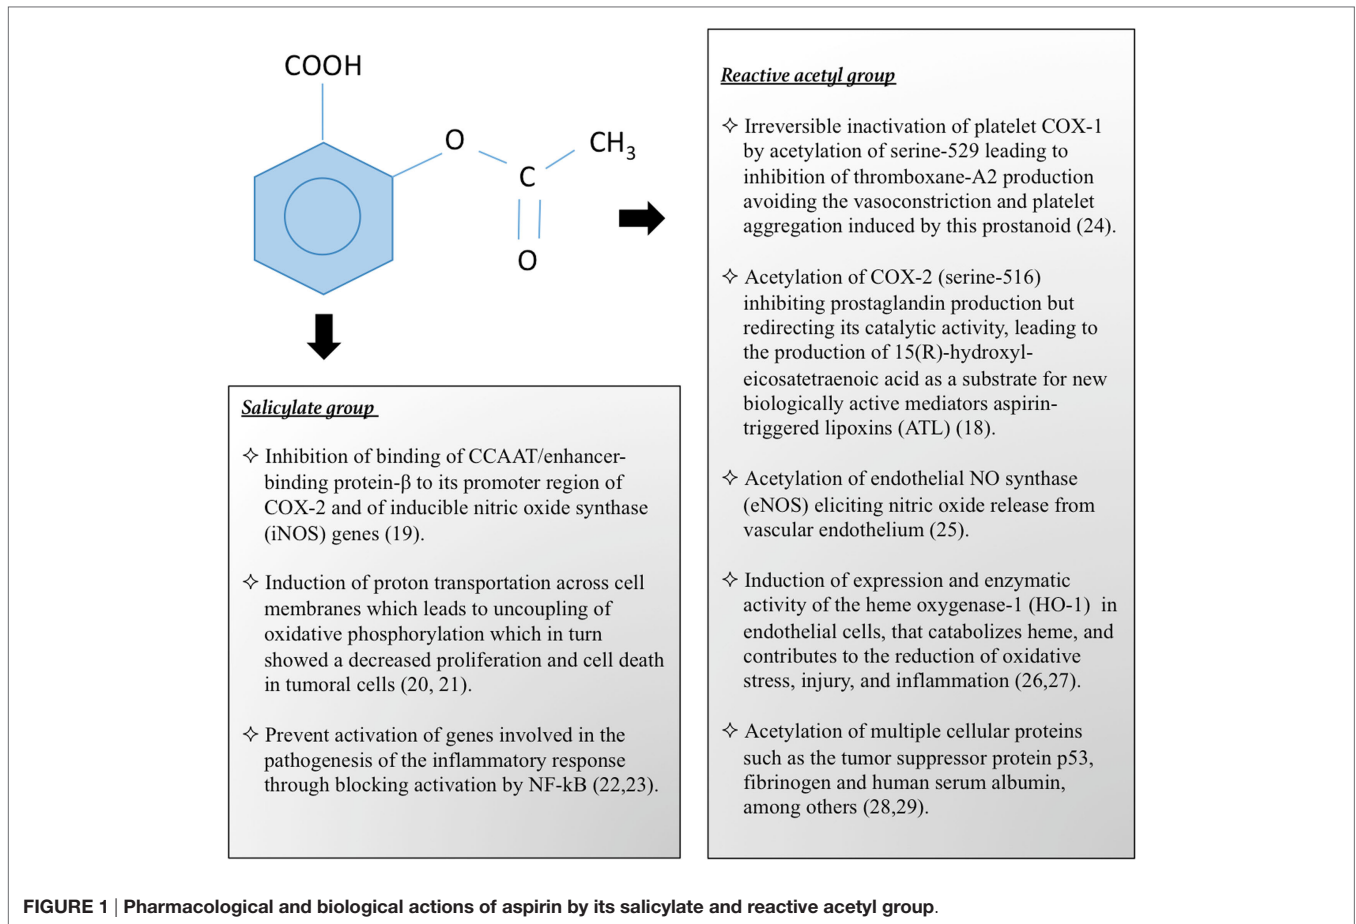 COOH
O
CH3
C
O
Reactive acetyl group
✧ Irreversible inactivation of platelet COX-1
by acetylation of serine-529 leading to
inhibition of thromboxane-A2 production
avoiding the vasoconstriction and platelet
aggregation induced by this prostanoid (24).
✧ Acetylation of COX-2 (serine-516)
inhibiting prostaglandin production but
redirecting its catalytic activity, leading to
the production of 15(R)-hydroxyl-
eicosatetraenoic acid as a substrate for new
biologically active mediators aspirin-
triggered lipoxins (ATL) (18).
✧ Acetylation of endothelial NO synthase
(eNOS) eliciting nitric oxide release from
vascular endothelium (25).
✧ Induction of expression and enzymatic
activity of the heme oxygenase-1 (HO-1) in
endothelial cells, that catabolizes heme, and
contributes to the reduction of oxidative
stress, injury, and inflammation (26,27).
✧ Acetylation of multiple cellular proteins
such as the tumor suppressor protein p53,
fibrinogen and human serum albumin,
among others (28,29).
Salicylate group
✧ Inhibition of binding of CCAAT/enhancer-
binding protein-β to its promoter region of
COX-2 and of inducible nitric oxide synthase
(iNOS) genes (19).
✧ Induction of proton transportation across cell
membranes which leads to uncoupling of
oxidative phosphorylation which in turn
showed a decreased proliferation and cell death
in tumoral cells (20, 21).
✧ Prevent activation of genes involved in the
pathogenesis of the inflammatory response
through blocking activation by NF-kB (22,23).
FIGURE 1 | Pharmacological and biological actions of aspirin by its salicylate and reactive acetyl group.